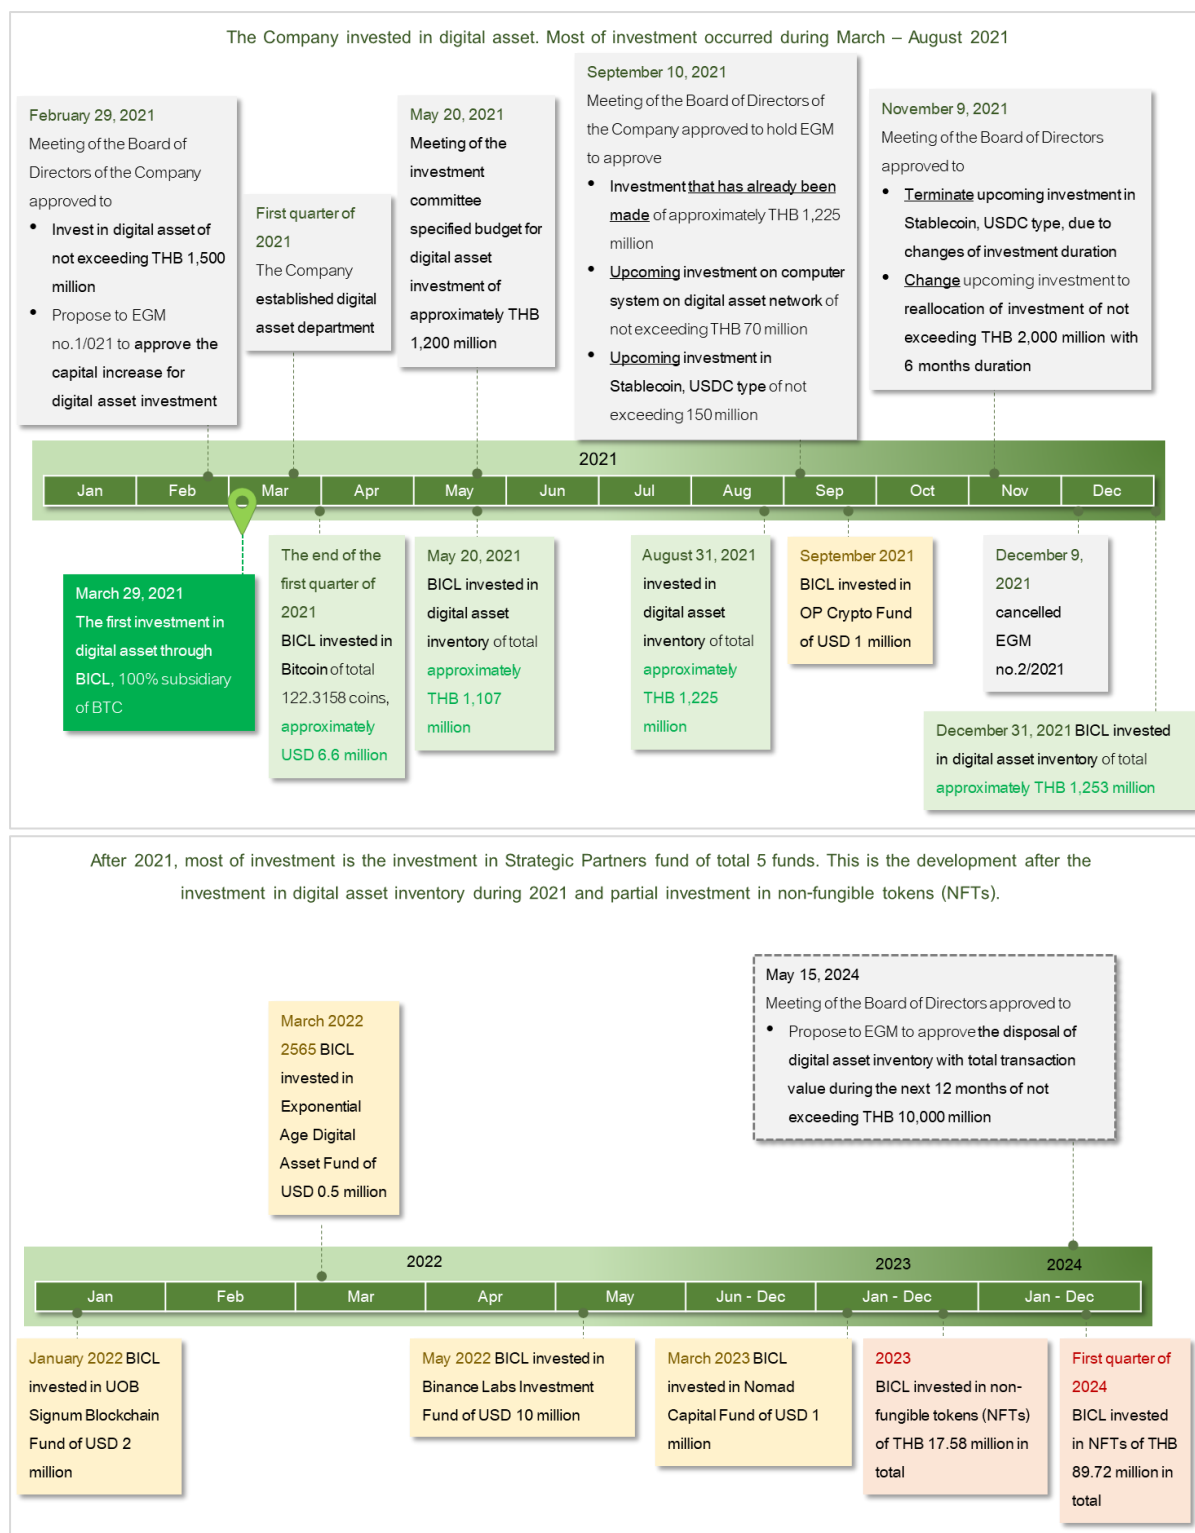 The Company invested in digital asset. Most of investment occurred during March – August 2021
February 29, 2021
Meeting of the Board of
Directors of the Company
approved to
• Invest in digital asset of
not exceeding THB 1,500
million
• Propose to EGM
no.1/021 to approve the
capital increase for
digital asset investment
First quarter of
2021
The Company
established digital
asset department
May 20, 2021
Meeting of the
investment
committee
specified budget for
digital asset
investment of
approximately THB
1,200 million
September 10, 2021
Meeting of the Board of Directors of
the Company approved to hold EGM
to approve
• Investment that has already been
made of approximately THB 1,225
million
• Upcoming investment on computer
system on digital asset network of
not exceeding THB 70 million
• Upcoming investment in
Stablecoin, USDC type of not
exceeding 150 million
November 9, 2021
Meeting of the Board of Directors
approved to
• Terminate upcoming investment in
Stablecoin, USDC type, due to
changes of investment duration
• Change upcoming investment to
reallocation of investment of not
exceeding THB 2,000 million with
6 months duration
2021
Jan Feb Mar Apr May Jun Jul Aug Sep Oct Nov Dec
March 29, 2021
The first investment in
digital asset through
BICL, 100% subsidiary
of BTC
The end of the
first quarter of
2021
BICL invested in
Bitcoin of total
122.3158 coins,
approximately
USD 6.6 million
May 20, 2021
BICL invested in
digital asset
inventory of total
approximately
THB 1,107
million
August 31, 2021
invested in
digital asset
inventory of total
approximately
THB 1,225
million
September 2021
BICL invested in
OP Crypto Fund
of USD 1 million
December 9,
2021
cancelled
EGM
no.2/2021
December 31, 2021 BICL invested
in digital asset inventory of total
approximately THB 1,253 million
After 2021, most of investment is the investment in Strategic Partners fund of total 5 funds. This is the development after the
investment in digital asset inventory during 2021 and partial investment in non-fungible tokens (NFTs).
March 2022
2565 BICL
invested in
Exponential
Age Digital
Asset Fund of
USD 0.5 million
May 15, 2024
Meeting of the Board of Directors approved to
• Propose to EGM to approve the disposal of
digital asset inventory with total transaction
value during the next 12 months of not
exceeding THB 10,000 million
2022 2023 2024
Jan Feb Mar Apr May Jun - Dec Jan - Dec Jan - Dec
January 2022 BICL
invested in UOB
Signum Blockchain
Fund of USD 2
million
May 2022 BICL invested in
Binance Labs Investment
Fund of USD 10 million
March 2023 BICL
invested in Nomad
Capital Fund of USD 1
million
2023
BICL invested in non-
fungible tokens (NFTs)
of THB 17.58 million in
total
First quarter of
2024
BICL invested
in NFTs of THB
89.72 million in
total